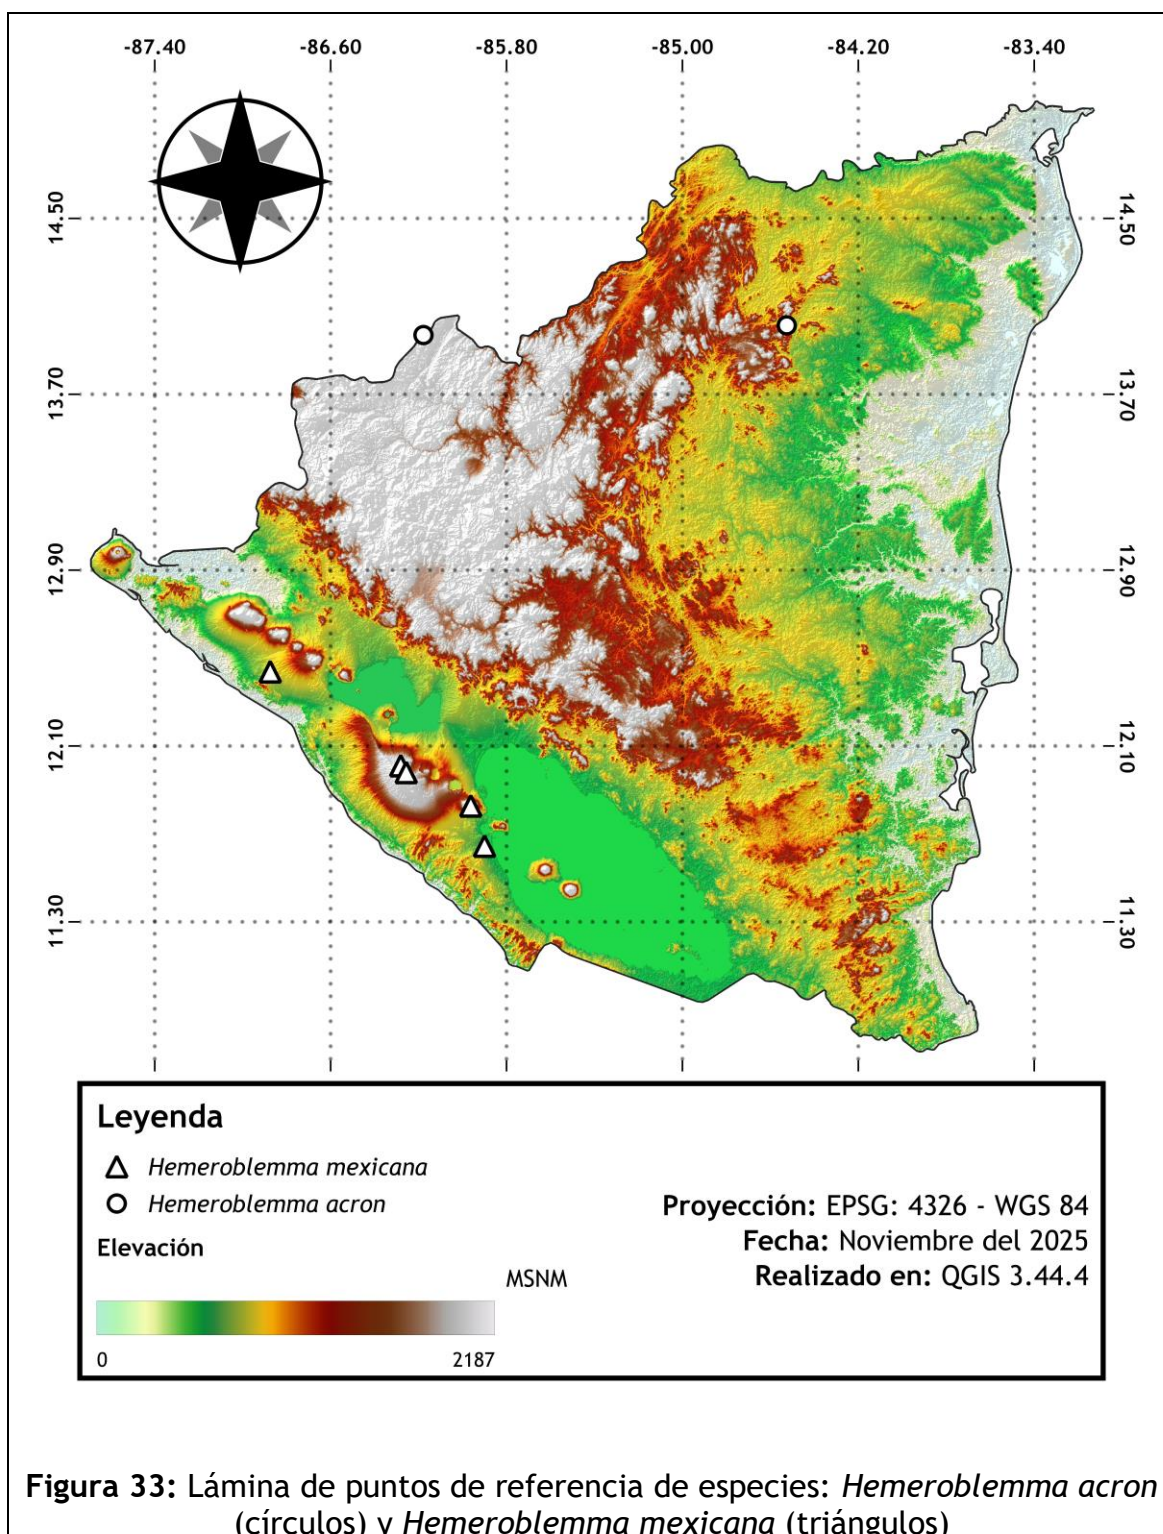 -87.40 -86.60 -85.80 -85.00 -84.20 -83.40
14.50 14.50
13.70 13.70
12.90 12.90
12.10 12.10
11.30 11.30
Leyenda
Hemeroblemma mexicana
Hemeroblemma acron
Elevación
MSNM
0 2187
Proyección: EPSG: 4326 - WGS 84
Fecha: Noviembre del 2025
Realizado en: QGIS 3.44.4
Figura 33: Lámina de puntos de referencia de especies: Hemeroblemma acron
(círculos) y Hemeroblemma mexicana (triángulos)